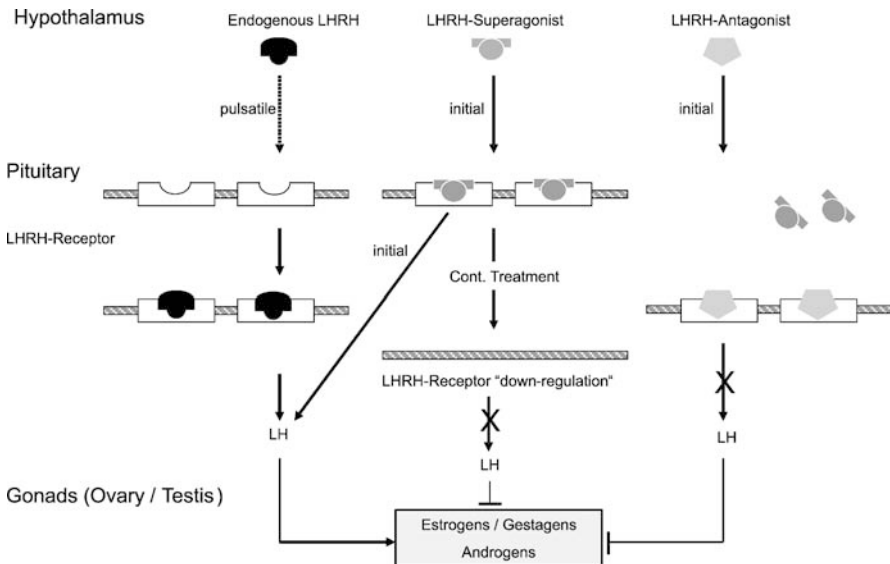 Hypothalamus
Endogenous LHRH
LHRH-Superagonist
LHRH-Antagonist
pulsatile
initial
initial
Pituitary
LHRH-Receptor
initial
Cont. Treatment
LHRH-Receptor "down-regulation"
X
X
LH
LH
LH
Gonads (Ovary / Testis)
Estrogens / Gestagens
Androgens